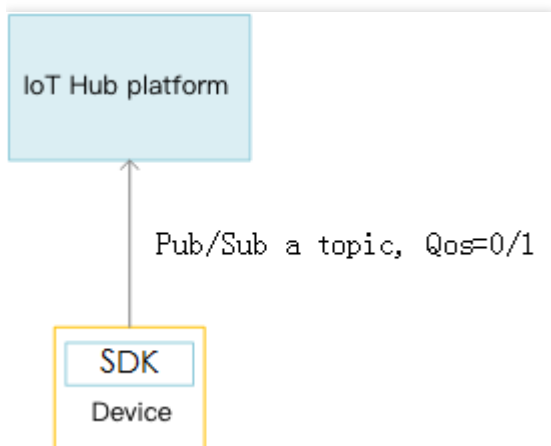 IoT Hub platform
Pub/Sub a topic, Qos=0/1
SDK
Device